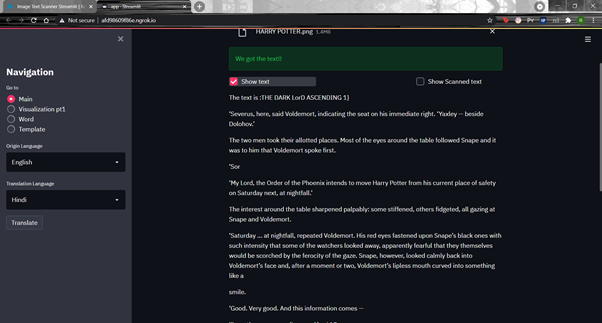 Image Text Scanner Streamlit | H
app · Streamlit
Not secure | afd98609f86e.ngrok.io
Navigation
Go to
Main
Visualization pt1
Word
Template
Origin Language
English
Translation Language
Hindi
Translate
HARRY POTTER.png 1.4MB
We got the text!!
Show text
Show Scanned text
The text is :THE DARK LorD ASCENDING 1}
'Severus, here, said Voldemort, indicating the seat on his immediate right. 'Yaxley — beside
Dolohov.'
The two men took their allotted places. Most of the eyes around the table followed Snape and it
was to him that Voldemort spoke first.
'Sor
'My Lord, the Order of the Phoenix intends to move Harry Potter from his current place of safety
on Saturday next, at nightfall.'
The interest around the table sharpened palpably: some stiffened, others fidgeted, all gazing at
Snape and Voldemort.
'Saturday ... at nightfall, repeated Voldemort. His red eyes fastened upon Snape's black ones with
such intensity that some of the watchers looked away, apparently fearful that they themselves
would be scorched by the ferocity of the gaze. Snape, however, looked calmly back into
Voldemort's face and, after a moment or two, Voldemort's lipless mouth curved into something
like a
smile.
'Good. Very good. And this information comes —